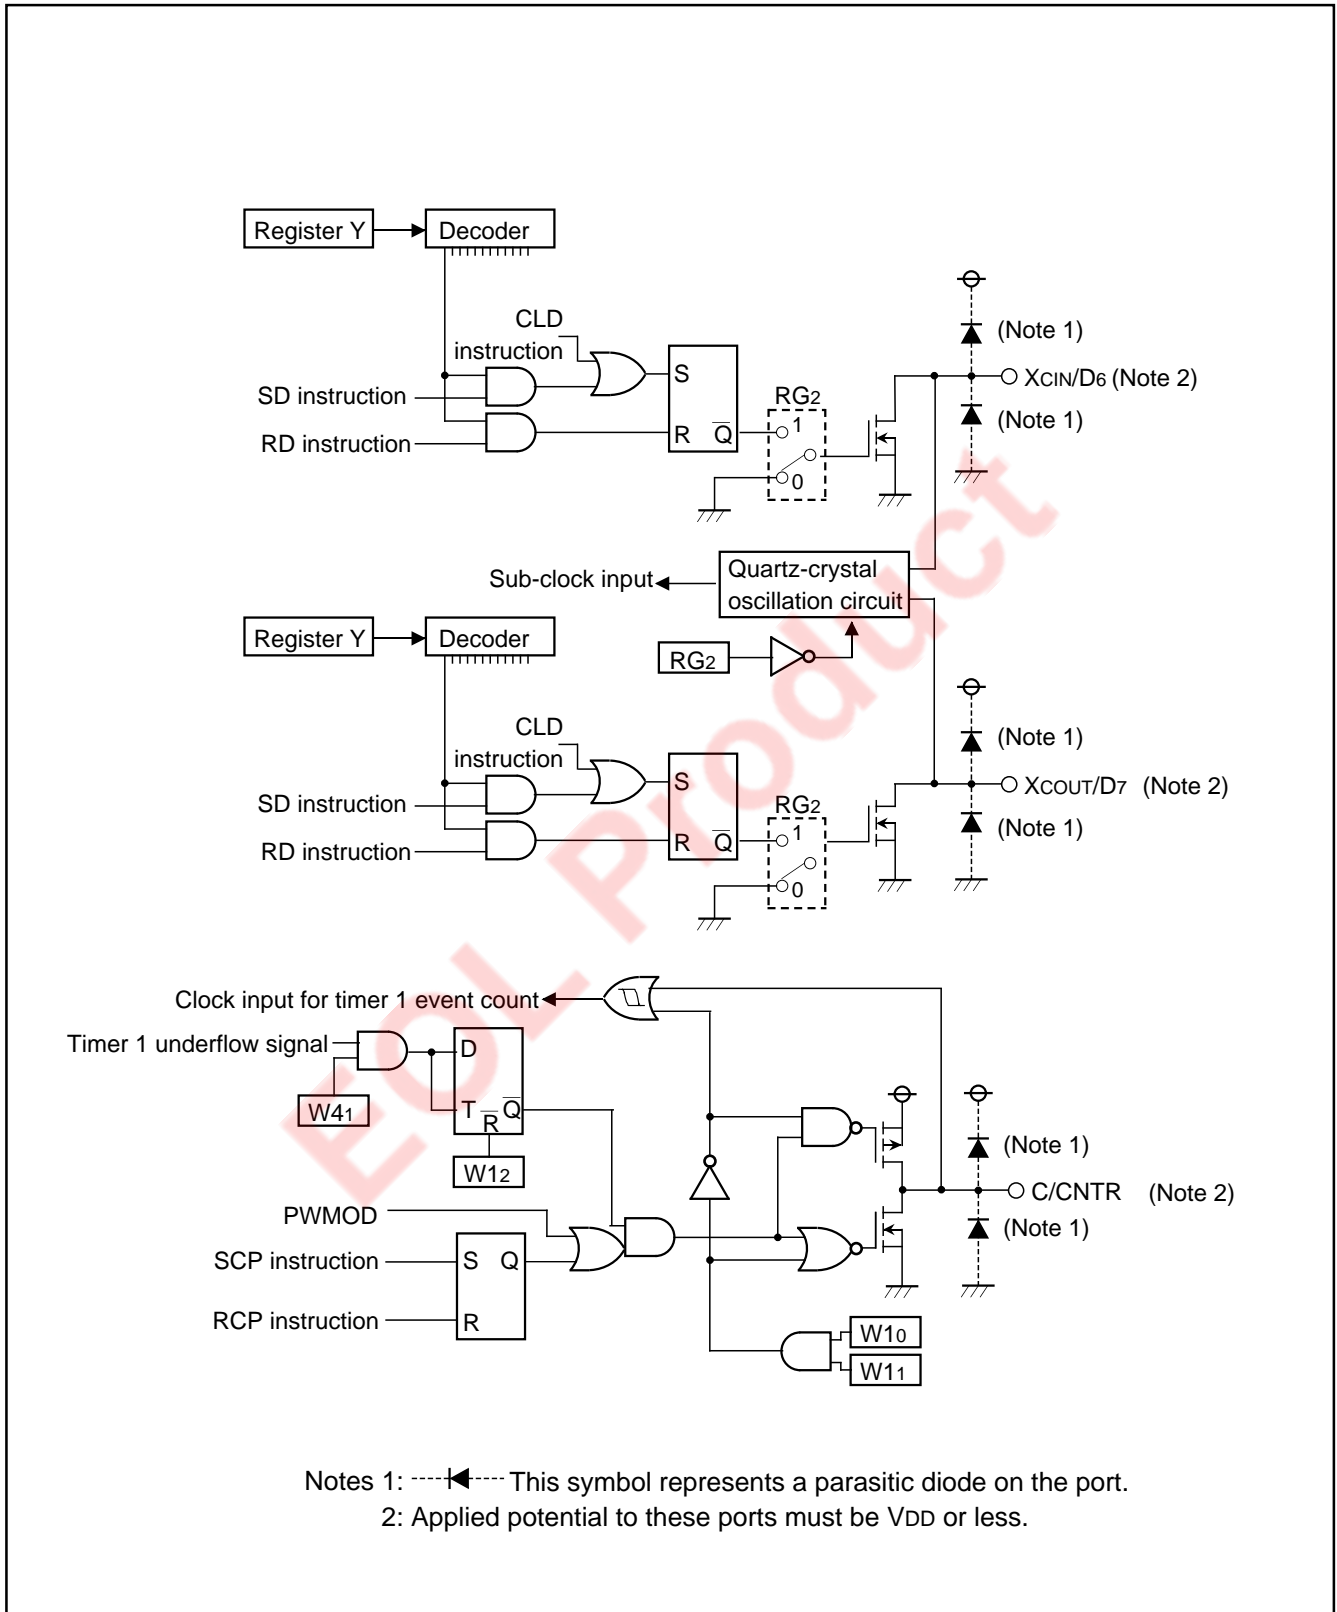 Register Y
Decoder
CLD
instruction
SD instruction
RD instruction
S
R
Q
RG2
1
0
(Note 1)
XCIN/D6 (Note 2)
(Note 1)
Sub-clock input
Quartz-crystal
oscillation circuit
RG2
Register Y
Decoder
CLD
instruction
SD instruction
RD instruction
S
R
Q
RG2
1
0
(Note 1)
XCOUT/D7 (Note 2)
(Note 1)
Clock input for timer 1 event count
Timer 1 underflow signal
W41
D
T
R
Q
W12
PWMOD
SCP instruction
RCP instruction
S
Q
R
(Note 1)
C/CNTR (Note 2)
(Note 1)
W10
W11
Notes 1: This symbol represents a parasitic diode on the port.
2: Applied potential to these ports must be VDD or less.
EOL Product